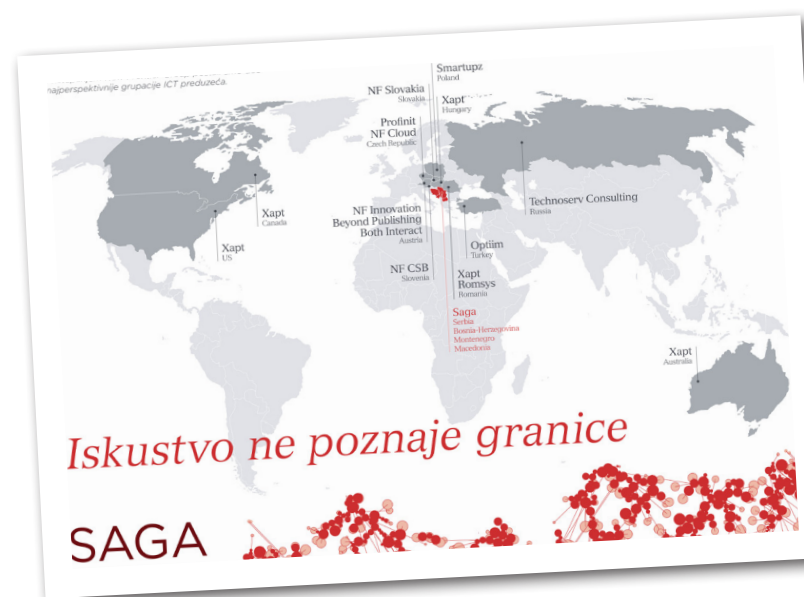 najperspektivnije grupacije ICT preduzeća.
Smartupz
Poland
NF Slovakia
Slovakia
Xapt
Hungary
Profinit
NF Cloud
Czech Republic
Technoserv Consulting
Russia
Xapt
Canada
Xapt
US
NF Innovation
Beyond Publishing
Both Interact
Austria
Optiim
Turkey
NF CSB
Slovenia
Xapt
Romsys
Romania
Saga
Serbia
Bosnia-Herzegovina
Montenegro
Macedonia
Xapt
Australia
Iskustvo ne poznaje granice
SAGA